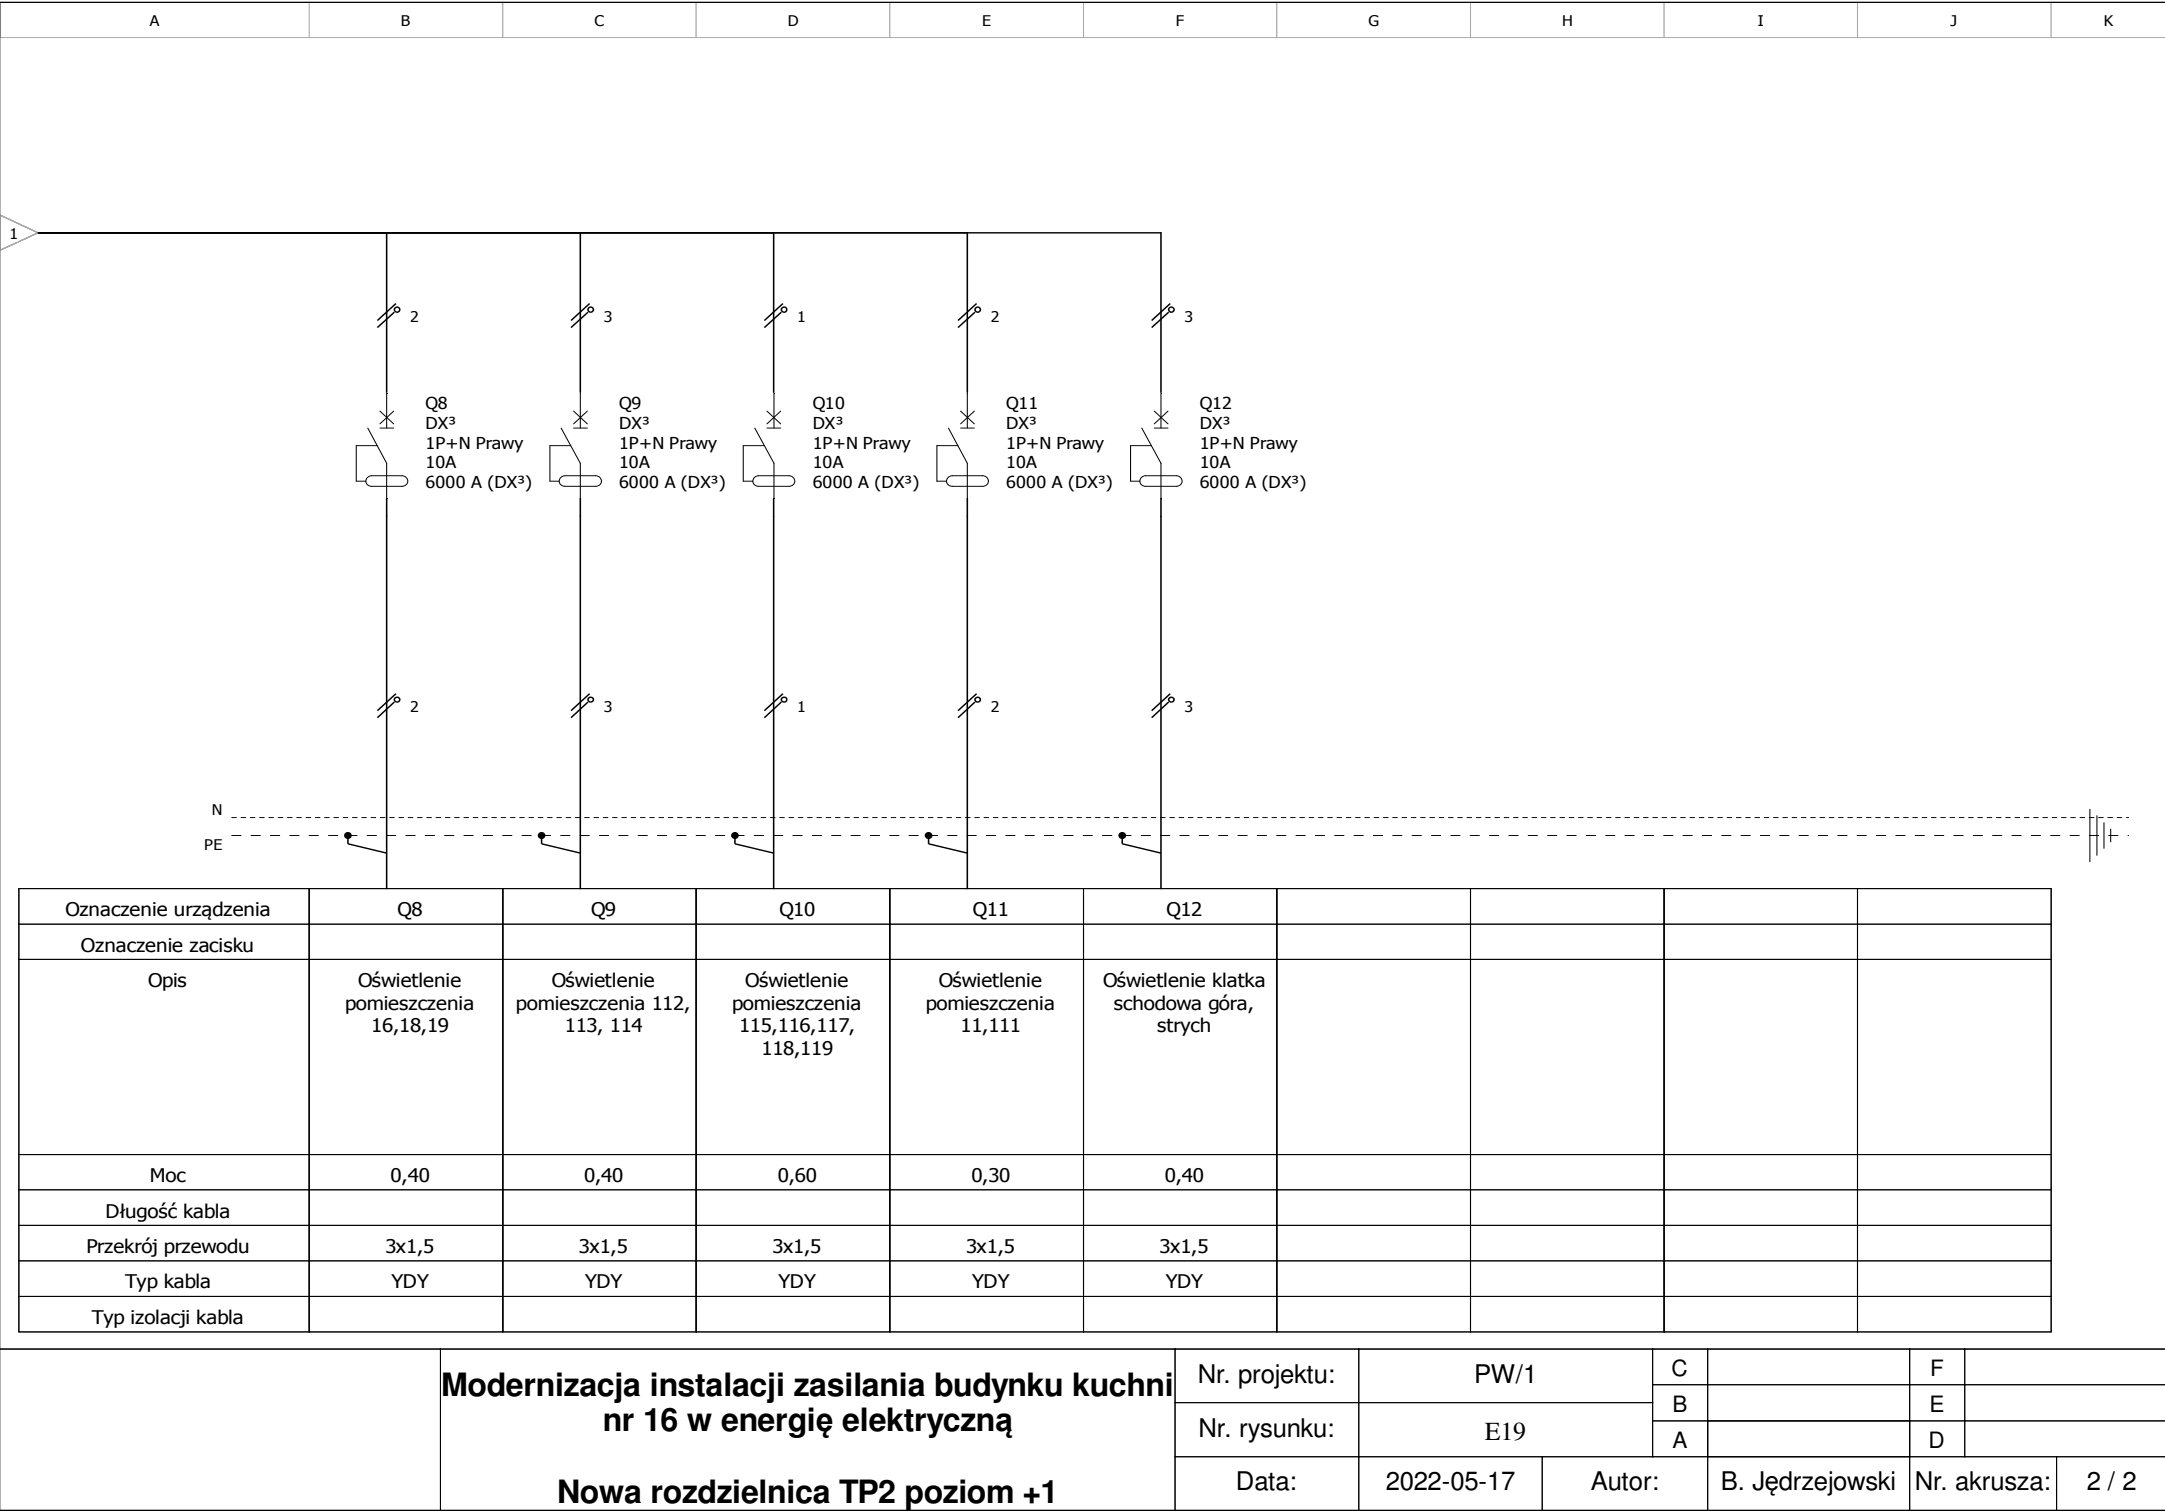 A B C D E F G H I J K
1
2 3 1 2 3
Q8 Q9 Q10 Q11 Q12
DX³ DX³ DX³ DX³ DX³
1P+N Prawy 1P+N Prawy 1P+N Prawy 1P+N Prawy 1P+N Prawy
10A 10A 10A 10A 10A
6000 A (DX³) 6000 A (DX³) 6000 A (DX³) 6000 A (DX³) 6000 A (DX³)
2 3 1 2 3
N
PE
Oznaczenie urządzenia Q8 Q9 Q10 Q11 Q12
Oznaczenie zacisku
Opis Oświetlenie Oświetlenie Oświetlenie Oświetlenie Oświetlenie klatka
pomieszczenia pomieszczenia 112, pomieszczenia pomieszczenia schodowa góra,
16,18,19 113, 114 115,116,117, 11,111 strych
118,119
Moc 0,40 0,40 0,60 0,30 0,40
Długość kabla
Przekrój przewodu 3x1,5 3x1,5 3x1,5 3x1,5 3x1,5
Typ kabla YDY YDY YDY YDY YDY
Typ izolacji kabla
Modernizacja instalacji zasilania budynku kuchni
nr 16 w energię elektryczną
Nowa rozdzielnica TP2 poziom +1
Nr. projektu: PW/1 C F
B E
Nr. rysunku: E19 A D
Data: 2022-05-17 Autor: B. Jędrzejowski Nr. akrusza: 2 / 2